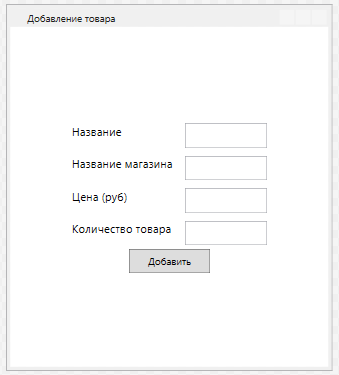 Добавление товара
Название
Название магазина
Цена (руб)
Количество товара
Добавить